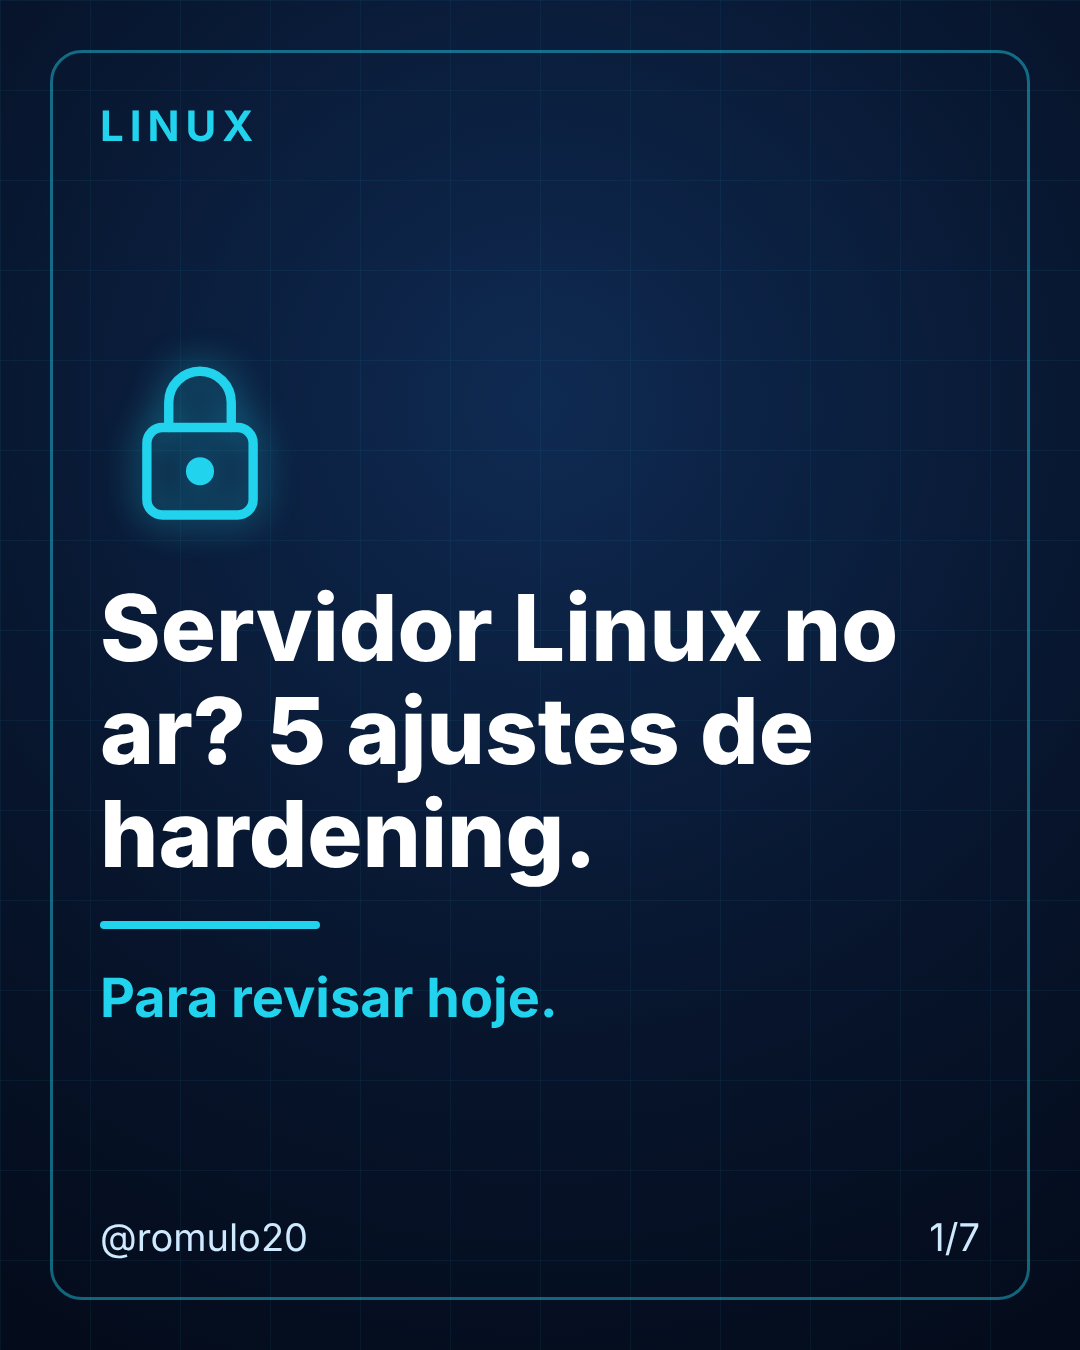 LINUX
Servidor Linux no
ar? 5 ajustes de
hardening.
Para revisar hoje.
@romulo20
1/7